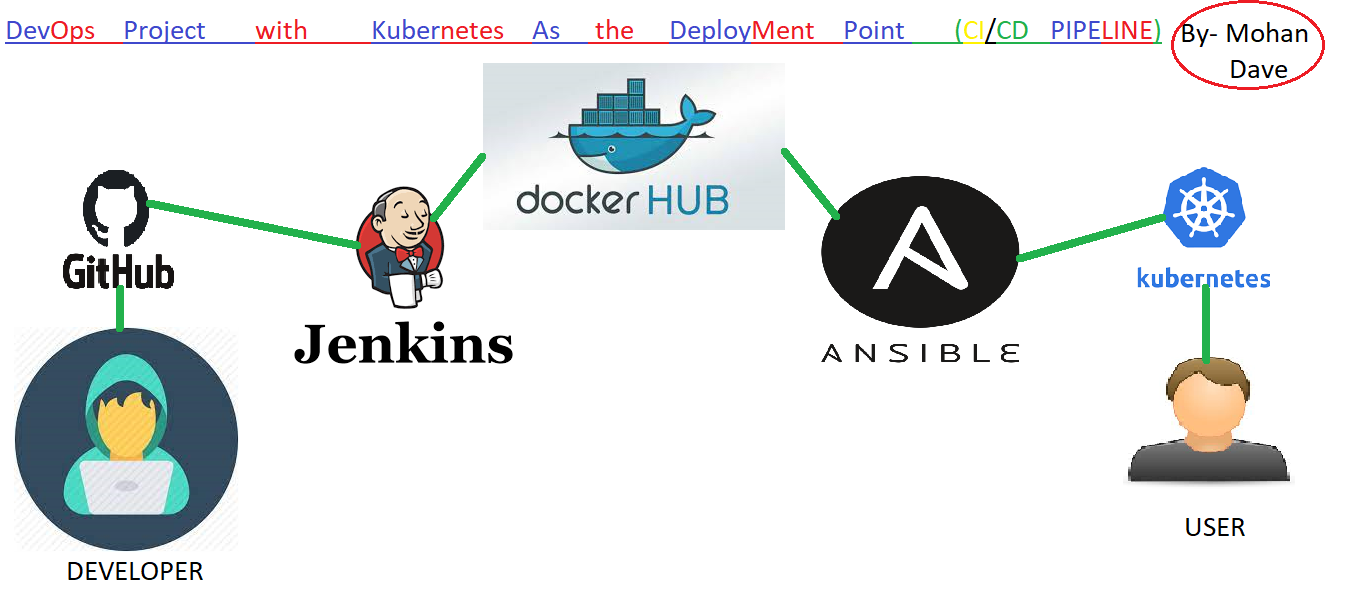 DevOps Project with Kubernetes As the DeployMent Point (CI/CD PIPELINE)
By- Mohan
Dave
docker HUB
GitHub
Jenkins
ANSIBLE
kubernetes
USER
DEVELOPER